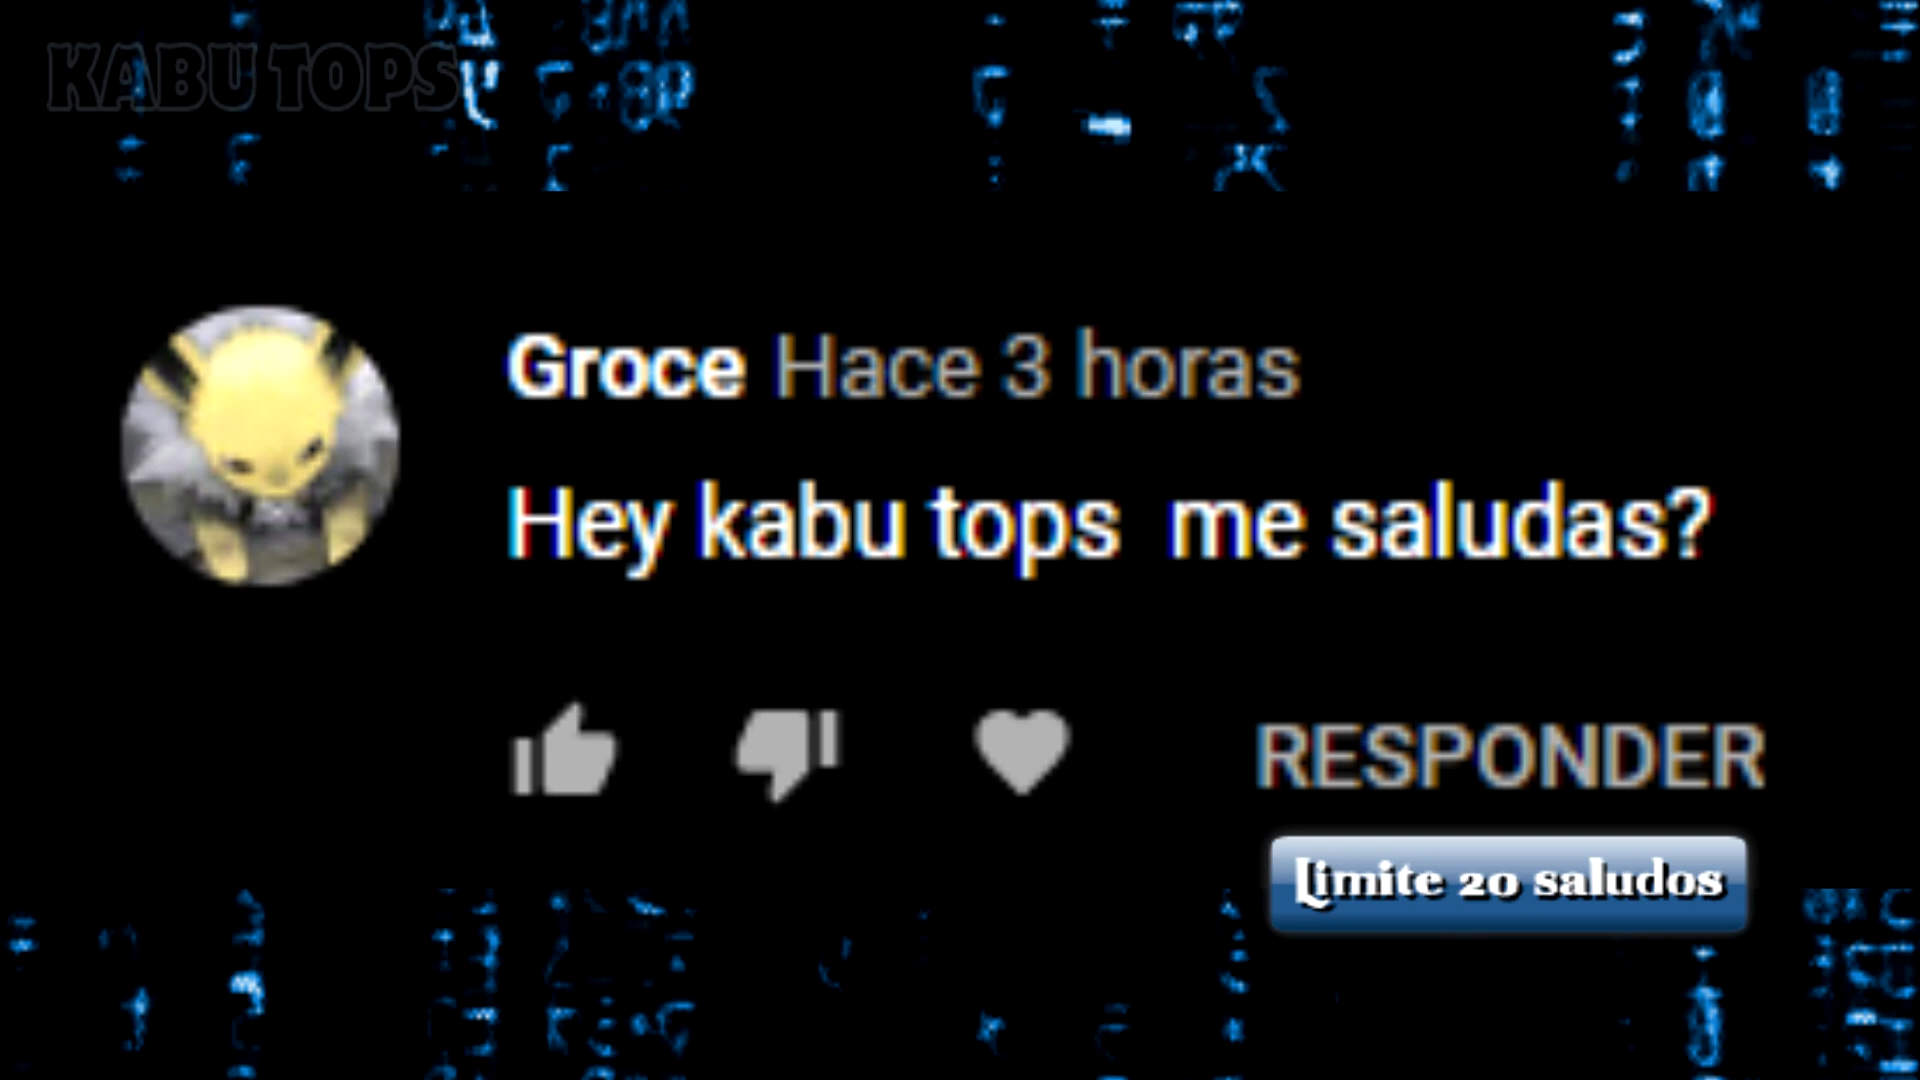 KABU TOPS
Groce Hace 3 horas
Hey kabu tops  me saludas?
RESPONDER
Limite 20 saludos